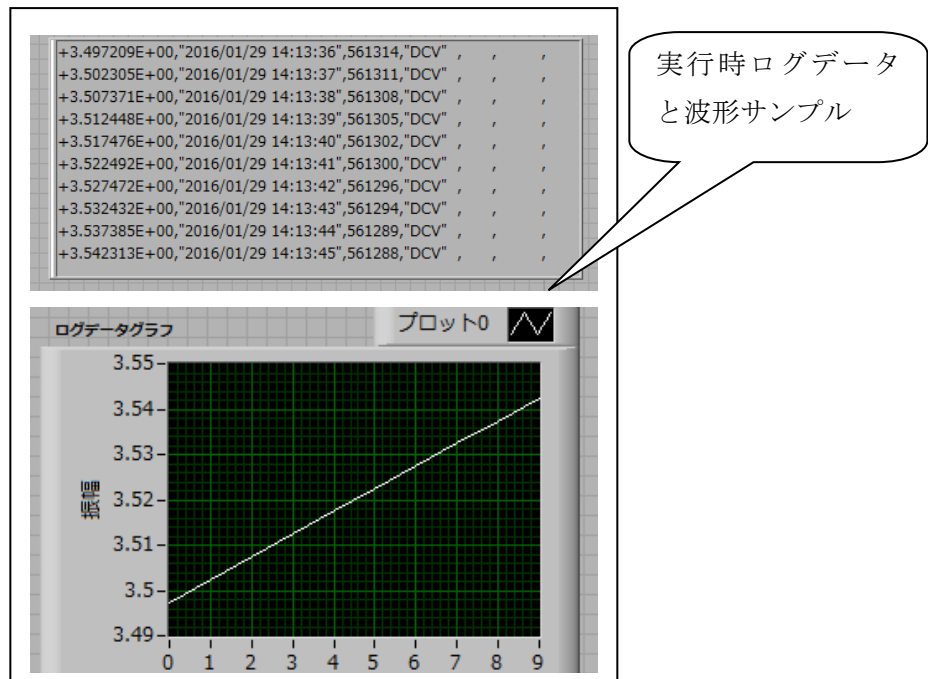 +3.497209E+00,"2016/01/29 14:13:36",561314,"DCV" , , ,
+3.502305E+00,"2016/01/29 14:13:37",561311,"DCV" , , ,
+3.507371E+00,"2016/01/29 14:13:38",561308,"DCV" , , ,
+3.512448E+00,"2016/01/29 14:13:39",561305,"DCV" , , ,
+3.517476E+00,"2016/01/29 14:13:40",561302,"DCV" , , ,
+3.522492E+00,"2016/01/29 14:13:41",561300,"DCV" , , ,
+3.527472E+00,"2016/01/29 14:13:42",561296,"DCV" , , ,
+3.532432E+00,"2016/01/29 14:13:43",561294,"DCV" , , ,
+3.537385E+00,"2016/01/29 14:13:44",561289,"DCV" , , ,
+3.542313E+00,"2016/01/29 14:13:45",561288,"DCV" , , ,
実行時ログデータ
と波形サンプル
ログデータグラフ
プロット0
3.55
3.54
3.53
3.52
3.51
3.5
3.49
振幅
0 1 2 3 4 5 6 7 8 9